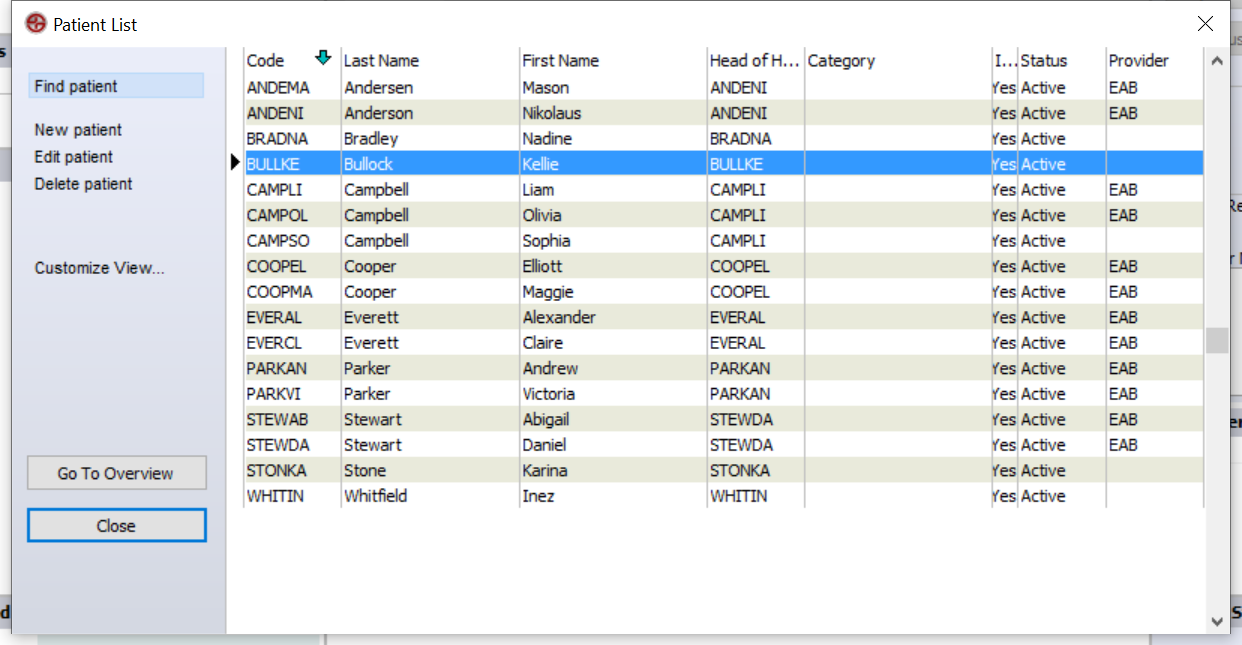 Patient List
Find patient
New patient
Edit patient
Delete patient
Customize View...
Go To Overview
Close
Code Last Name First Name Head of H... Category I... Status Provider
ANDEMA Andersen Mason ANDENI Yes Active EAB
ANDENI Anderson Nikolaus ANDENI Yes Active EAB
BRADNA Bradley Nadine BRADNA Yes Active
BULLKE Bullock Kellie BULLKE Yes Active
CAMPLI Campbell Liam CAMPLI Yes Active EAB
CAMPOL Campbell Olivia CAMPLI Yes Active EAB
CAMPSO Campbell Sophia CAMPLI Yes Active
COOPEL Cooper Elliott COOPEL Yes Active EAB
COOPMA Cooper Maggie COOPEL Yes Active EAB
EVERAL Everett Alexander EVERAL Yes Active EAB
EVERCL Everett Claire EVERAL Yes Active EAB
PARKAN Parker Andrew PARKAN Yes Active EAB
PARKVI Parker Victoria PARKAN Yes Active EAB
STEWAB Stewart Abigail STEWDA Yes Active EAB
STEWDA Stewart Daniel STEWDA Yes Active EAB
STONKA Stone Karina STONKA Yes Active
WHITIN Whitfield Inez WHITIN Yes Active